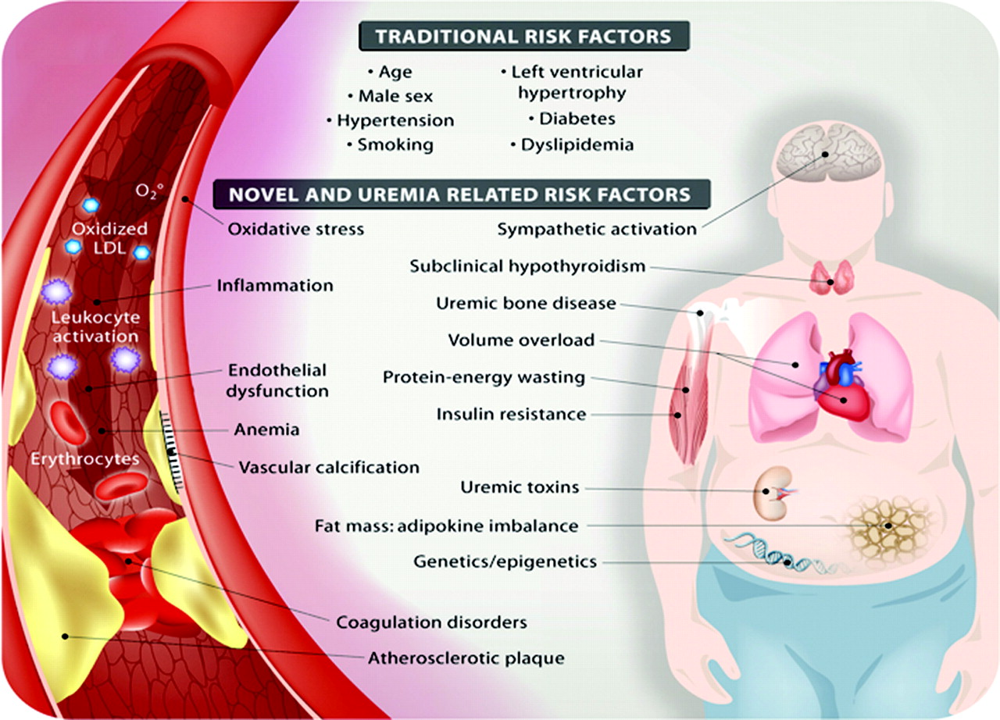 TRADITIONAL RISK FACTORS
• Age
• Male sex
• Hypertension
• Smoking
• Left ventricular
hypertrophy
• Diabetes
• Dyslipidemia
NOVEL AND UREMIA RELATED RISK FACTORS
O2°
Oxidized
LDL
Leukocyte
activation
Erythrocytes
Oxidative stress
Inflammation
Endothelial
dysfunction
Anemia
Vascular calcification
Coagulation disorders
Atherosclerotic plaque
Sympathetic activation
Subclinical hypothyroidism
Uremic bone disease
Volume overload
Protein-energy wasting
Insulin resistance
Uremic toxins
Fat mass: adipokine imbalance
Genetics/epigenetics